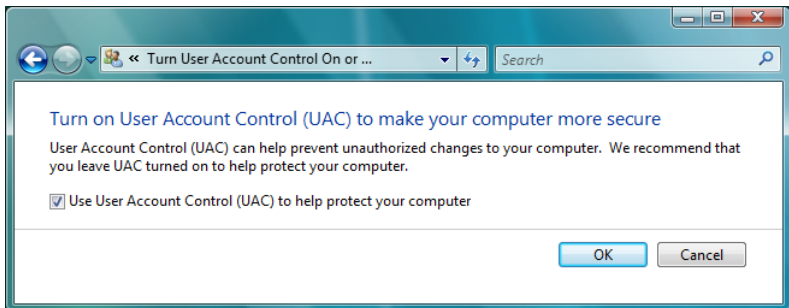 « Turn User Account Control On or ...
Search
Turn on User Account Control (UAC) to make your computer more secure
User Account Control (UAC) can help prevent unauthorized changes to your computer.  We recommend that
you leave UAC turned on to help protect your computer.
Use User Account Control (UAC) to help protect your computer
OK
Cancel